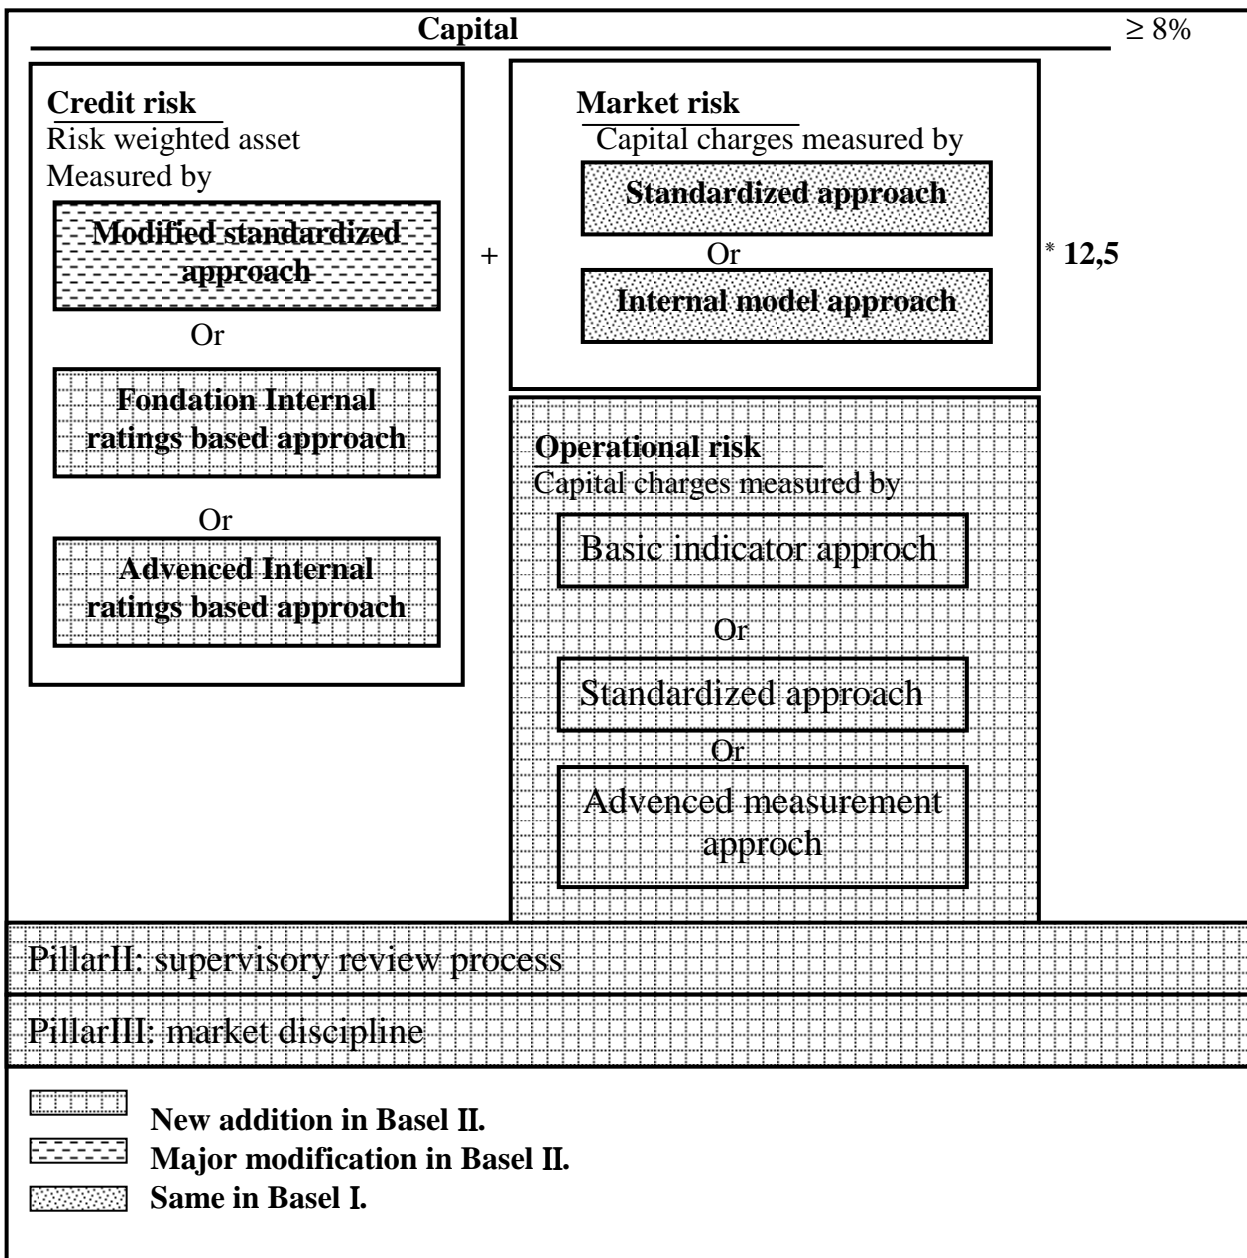 Capital
≥ 8%
Credit risk
Risk weighted asset
Measured by
Modified standardized
approach
Or
Fondation Internal
ratings based approach
Or
Advenced Internal
ratings based approach
+
Market risk
Capital charges measured by
Standardized approach
Or
Internal model approach
* 12,5
Operational risk
Capital charges measured by
Basic indicator approch
Or
Standardized approach
Or
Advenced measurement
approch
PillarII: supervisory review process
PillarIII: market discipline
New addition in Basel II.
Major modification in Basel II.
Same in Basel I.